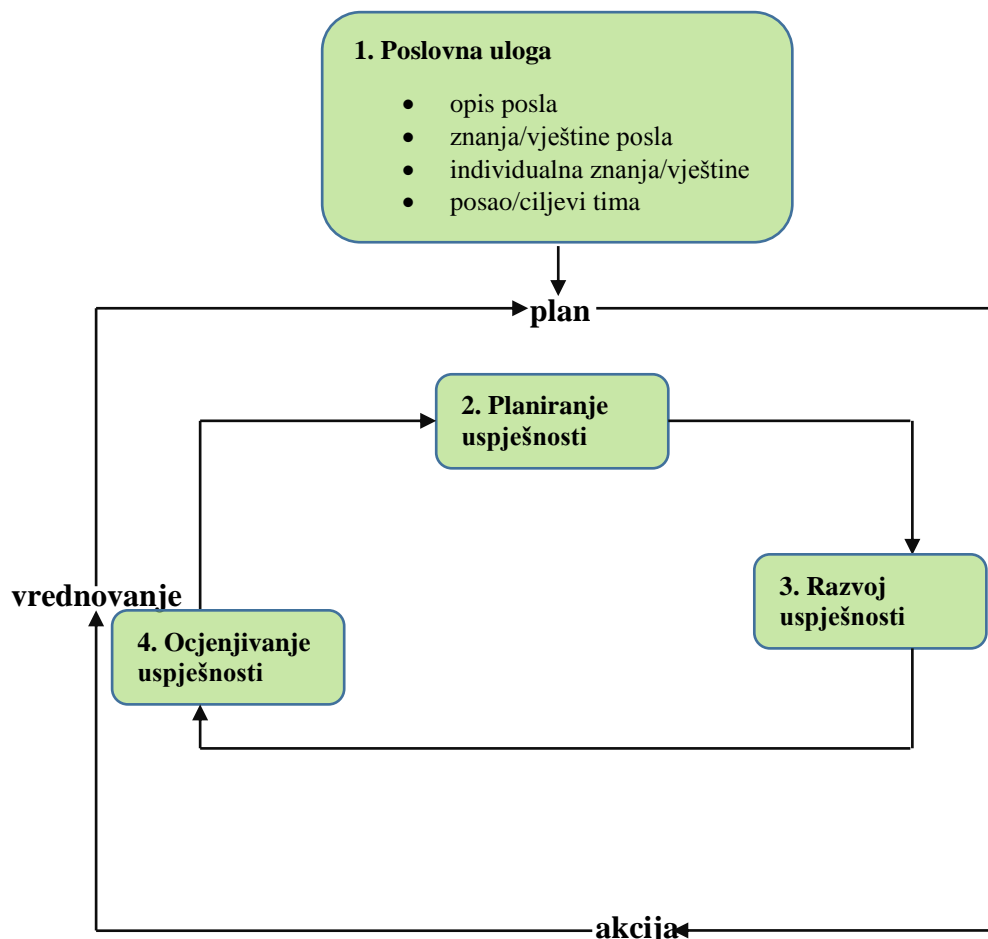 1. Poslovna uloga
• opis posla
• znanja/vještine posla
• individualna znanja/vještine
• posao/ciljevi tima
plan
2. Planiranje
uspješnosti
3. Razvoj
uspješnosti
vrednovanje
4. Ocjenjivanje
uspješnosti
akcija